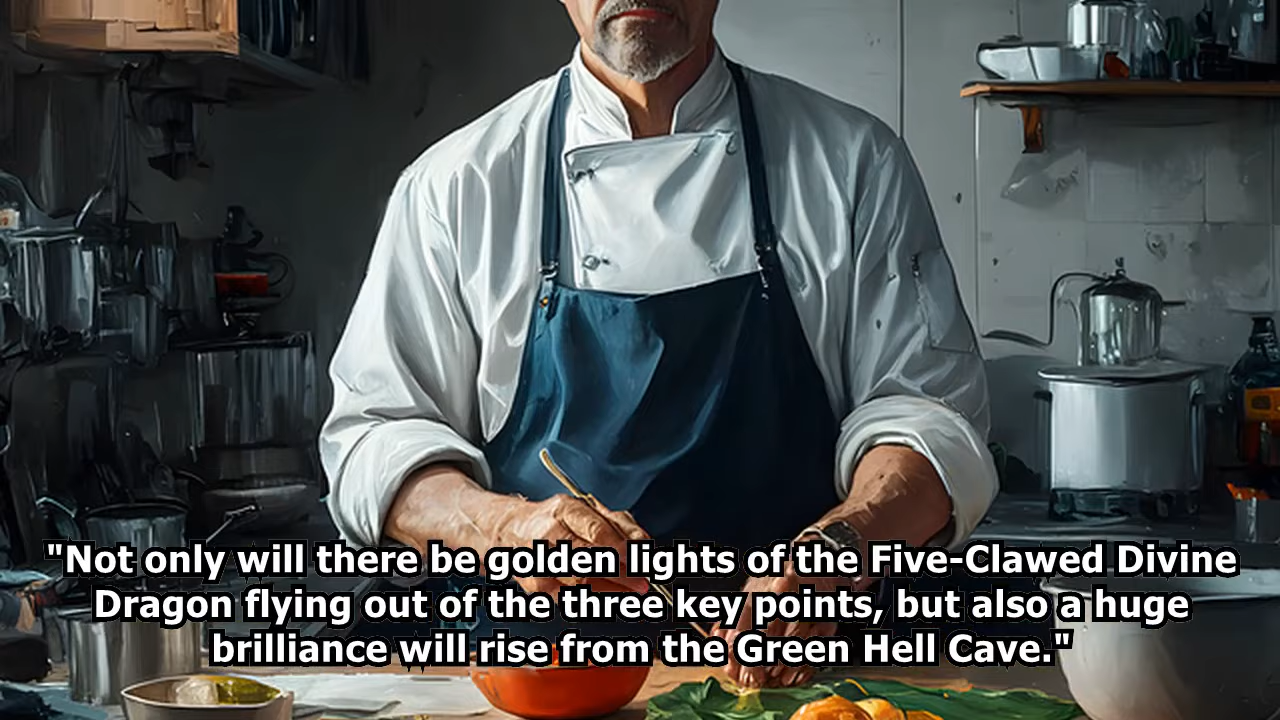 "Not only will there be golden lights of the Five-Clawed Divine
Dragon flying out of the three key points, but also a huge
brilliance will rise from the Green Hell Cave."